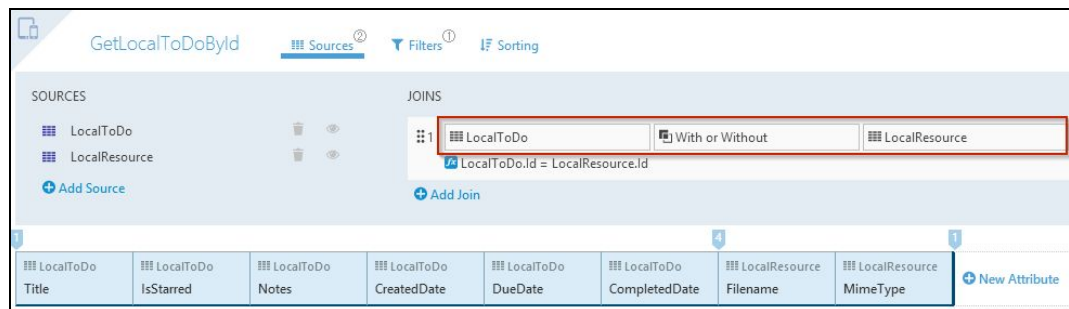 GetLocalToDoById Sources 2 Filters 1 Sorting
SOURCES JOINS
LocalToDo 1 LocalToDo With or Without LocalResource
LocalResource fx LocalToDo.Id = LocalResource.Id
Add Source Add Join
1 4 1
LocalToDo LocalToDo LocalToDo LocalToDo LocalToDo LocalToDo LocalResource LocalResource
Title IsStarred Notes CreatedDate DueDate CompletedDate Filename MimeType New Attribute